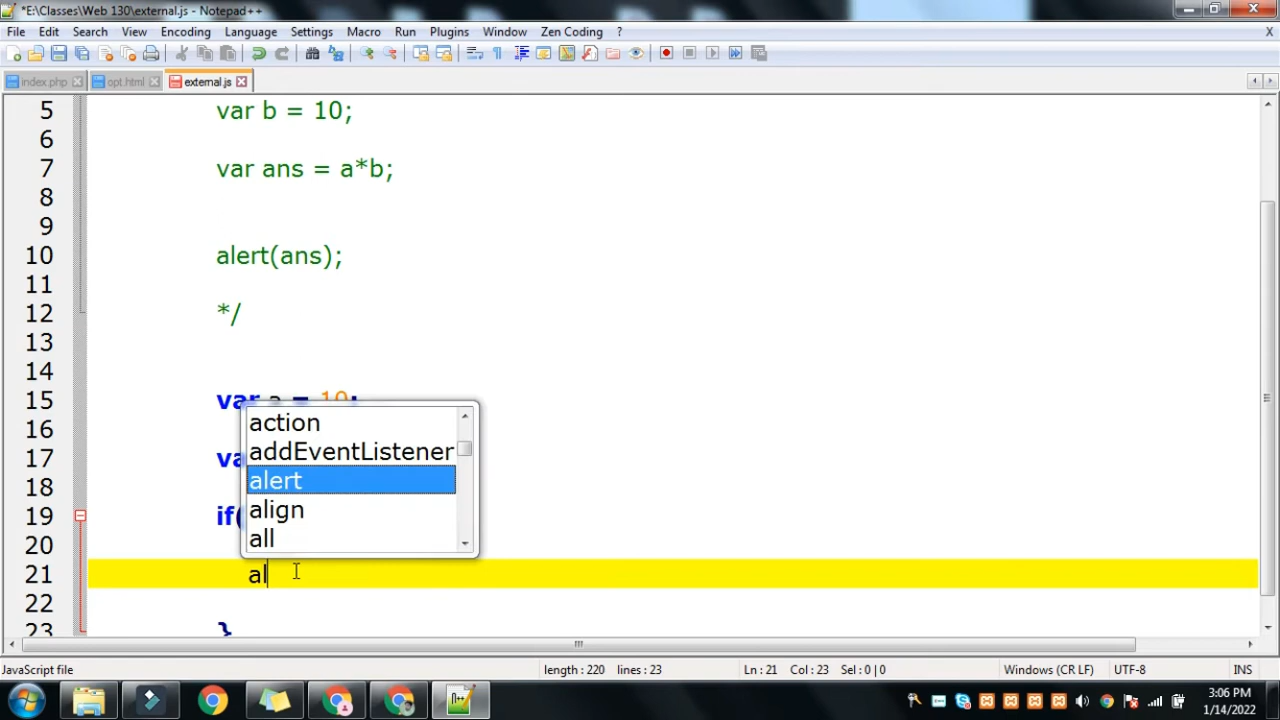 *E:\Classes\Web 130\external.js - Notepad++
File Edit Search View Encoding Language Settings Macro Run Plugins Window Zen Coding ? X
index.php opt.html external.js
5 var b = 10;
6
7 var ans = a*b;
8
9
10 alert(ans);
11
12 */
13
14
15 var a = 10;
16
17
18
19 if(
20
21 al
22
23 }
action
addEventListener
alert
align
all
JavaScript file length : 220 lines : 23 Ln : 21 Col : 23 Sel : 0 | 0 Windows (CR LF) UTF-8 INS
3:06 PM
1/14/2022